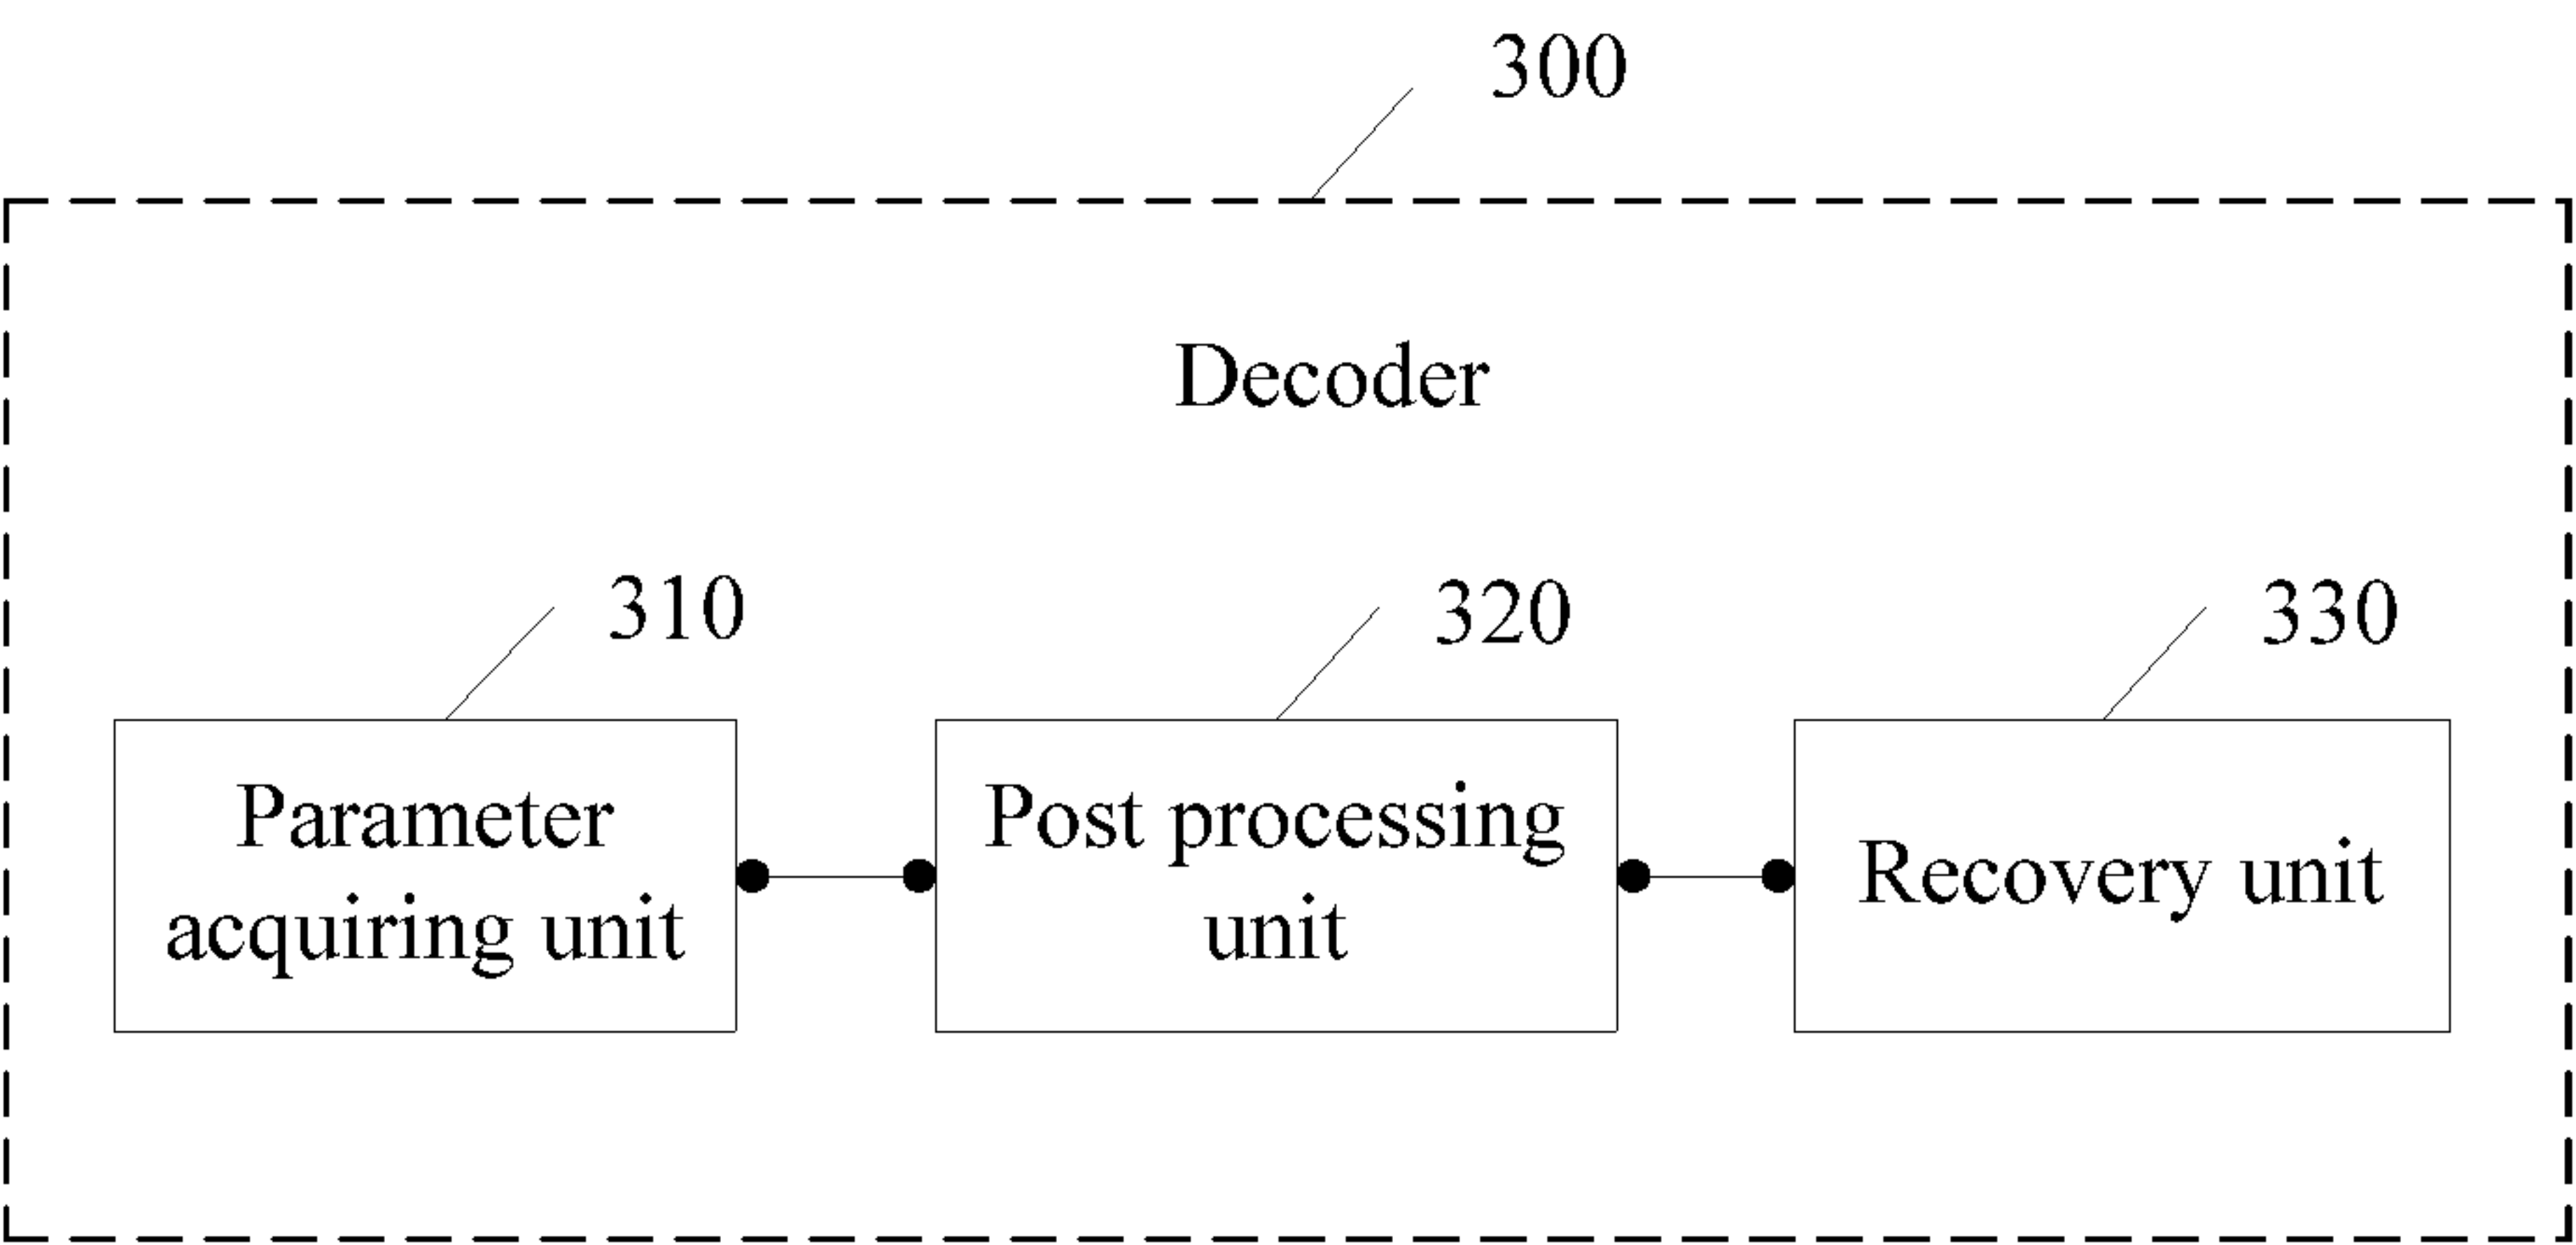 300
Decoder
310
320
330
Parameter
acquiring unit
Post processing
unit
Recovery unit